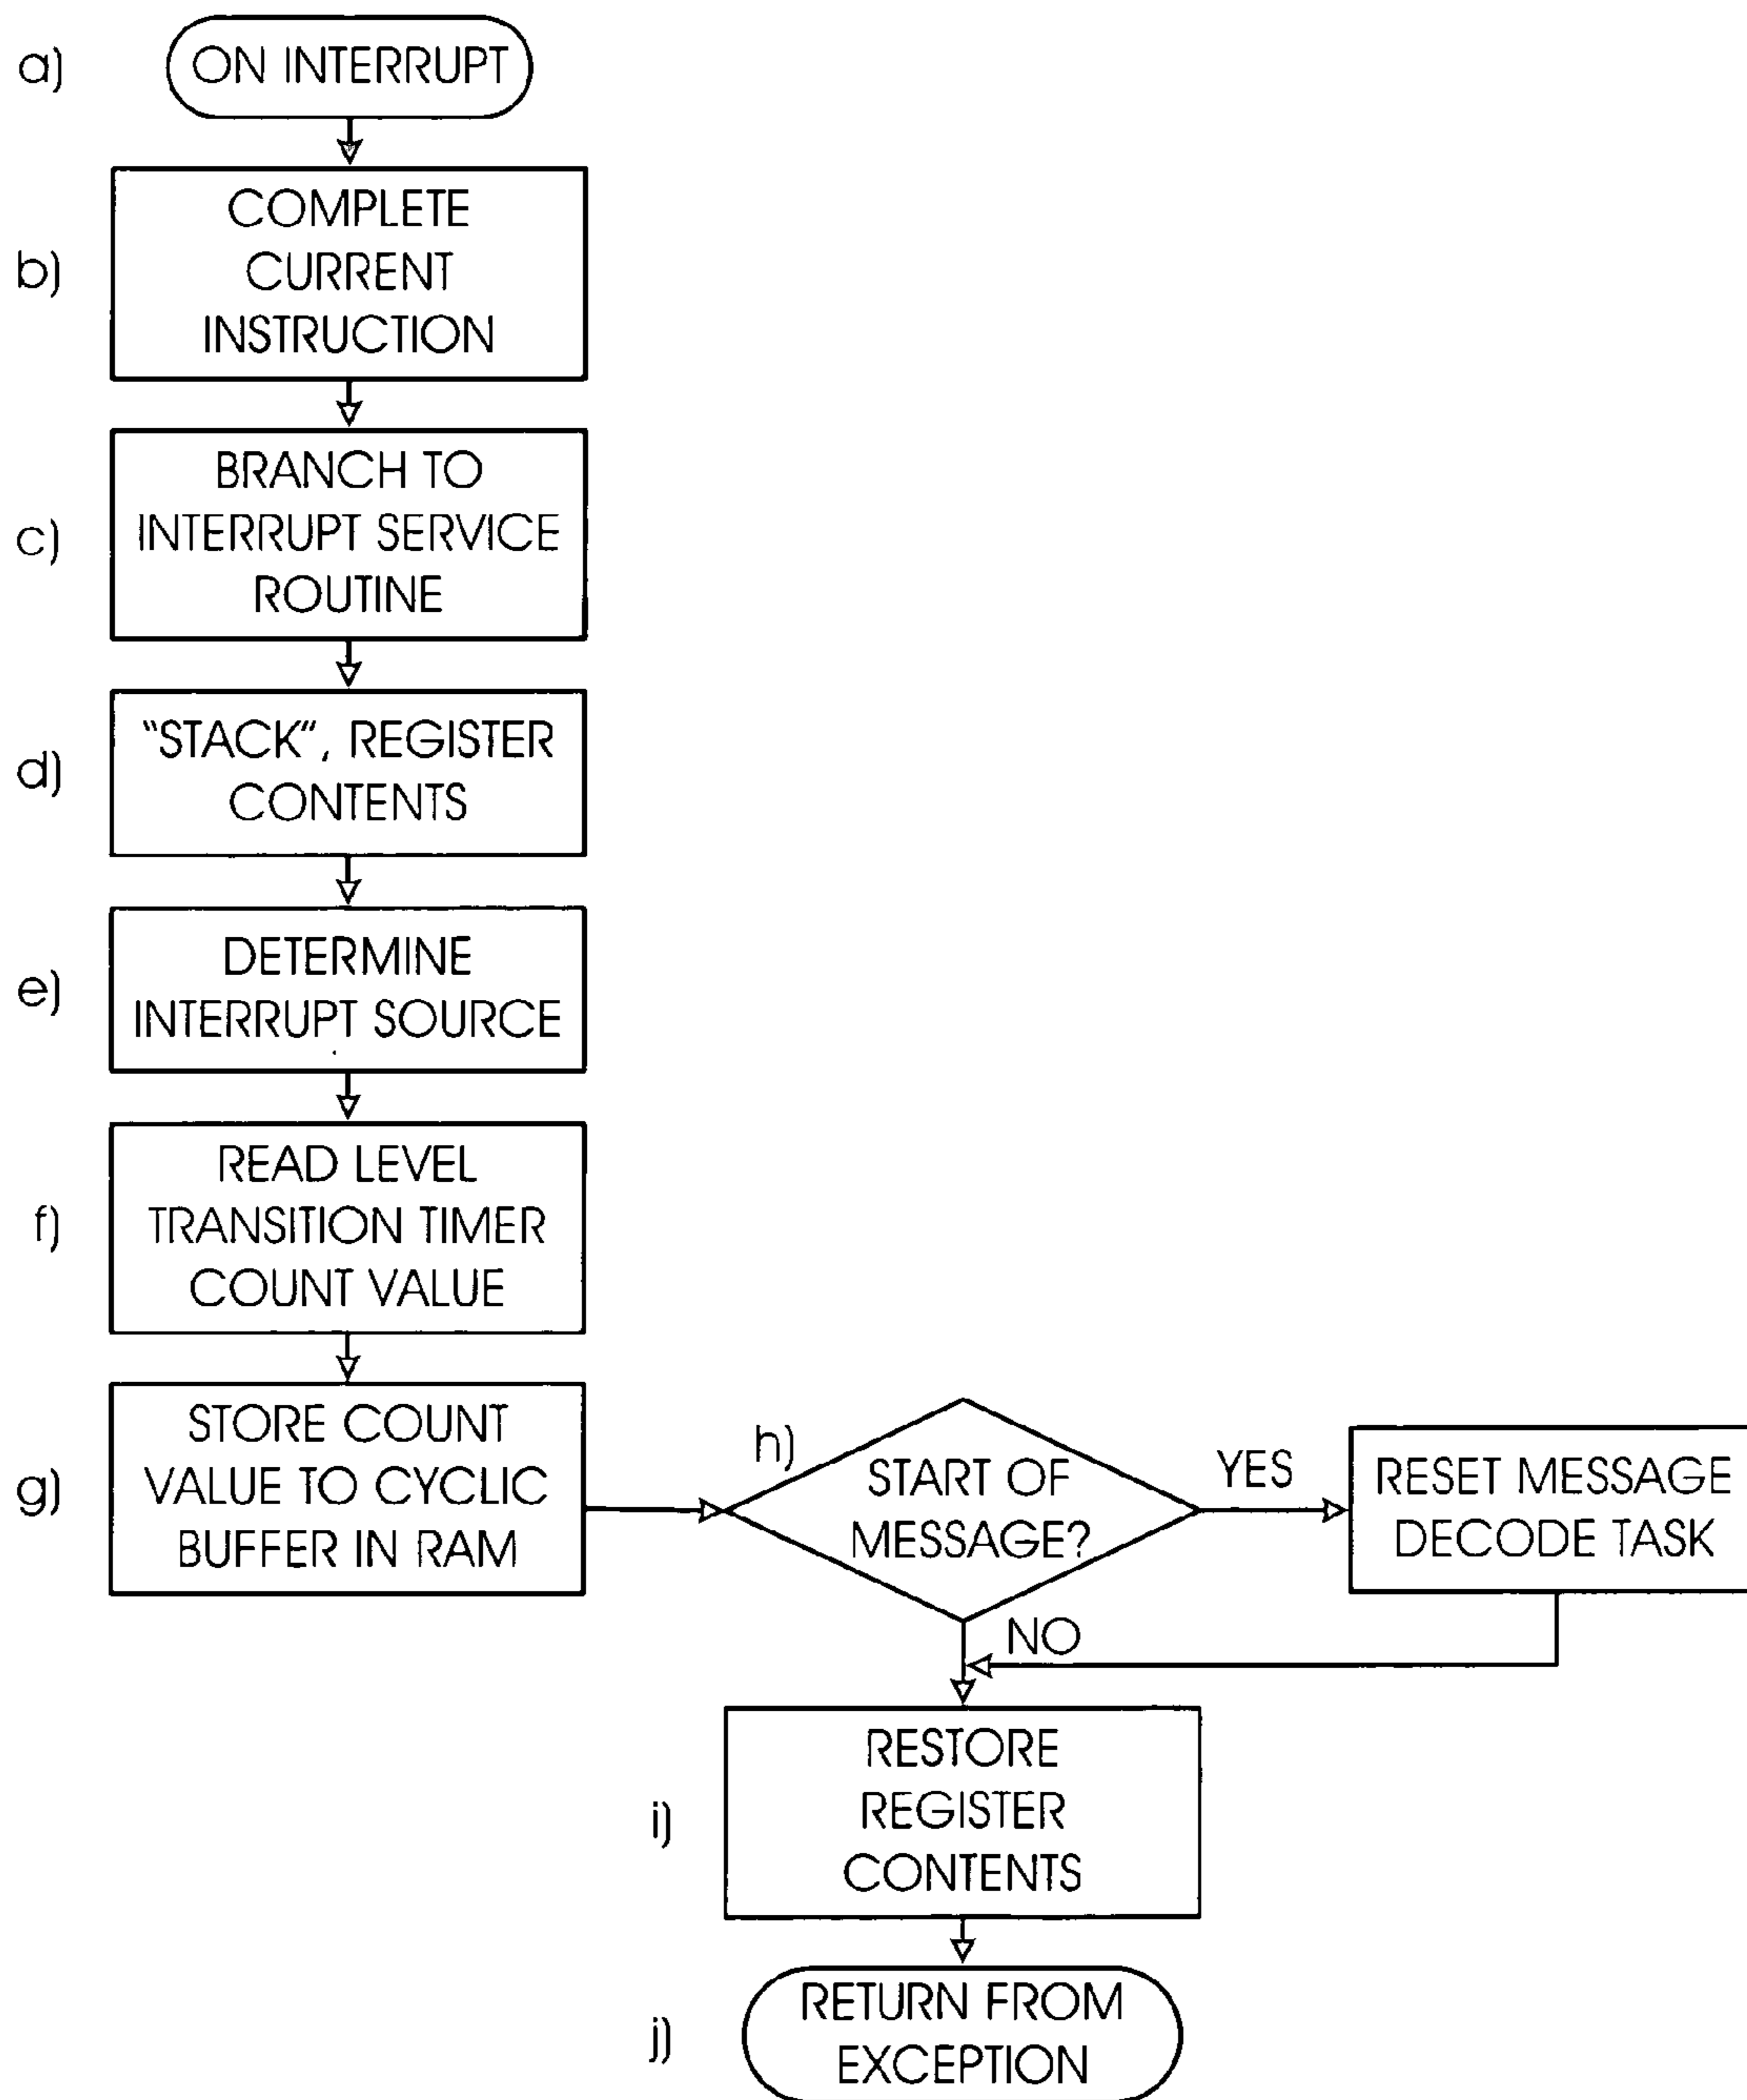 a)
ON INTERRUPT
b)
COMPLETE
CURRENT
INSTRUCTION
c)
BRANCH TO
INTERRUPT SERVICE
ROUTINE
d)
"STACK", REGISTER
CONTENTS
e)
DETERMINE
INTERRUPT SOURCE
f)
READ LEVEL
TRANSITION TIMER
COUNT VALUE
g)
STORE COUNT
VALUE TO CYCLIC
BUFFER IN RAM
h)
START OF
MESSAGE?
YES
RESET MESSAGE
DECODE TASK
NO
i)
RESTORE
REGISTER
CONTENTS
j)
RETURN FROM
EXCEPTION